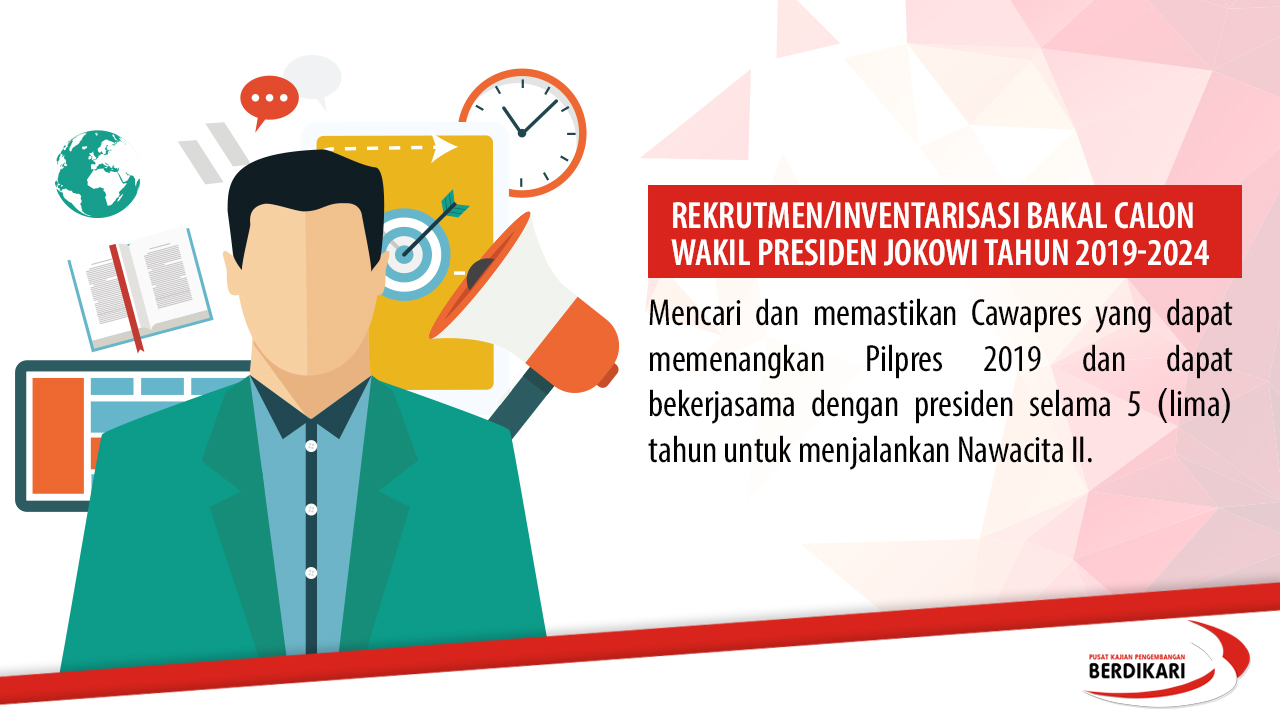 REKRUTMEN/INVENTARISASI BAKAL CALON
WAKIL PRESIDEN JOKOWI TAHUN 2019-2024
Mencari dan memastikan Cawapres yang dapat
memenangkan Pilpres 2019 dan dapat
bekerjasama dengan presiden selama 5 (lima)
tahun untuk menjalankan Nawacita II.
PUSAT KAJIAN PENGEMBANGAN
BERDIKARI